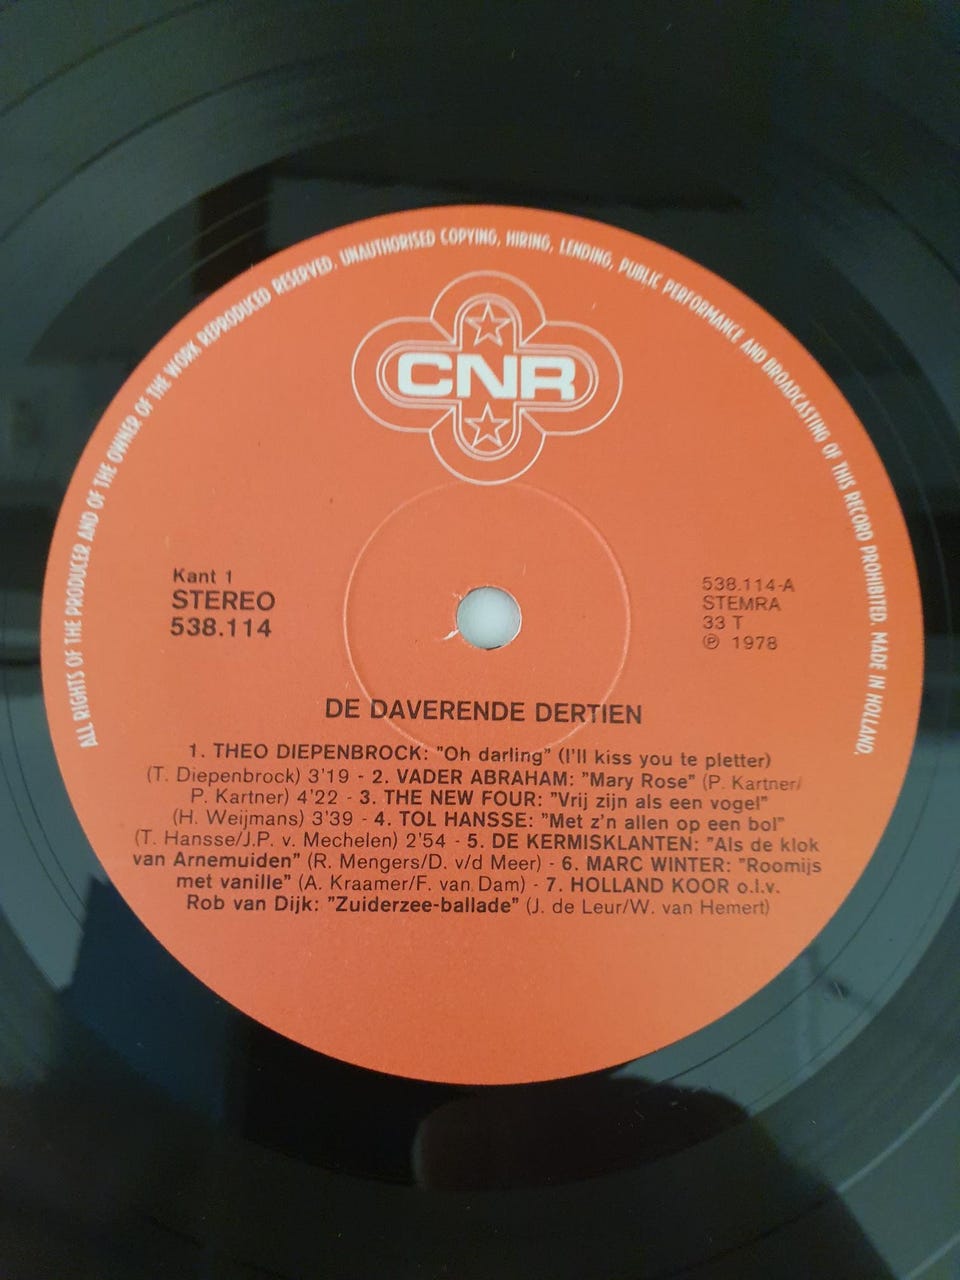 ALL RIGHTS OF THE PRODUCER AND OF THE OWNER OF THE WORK REPRODUCED RESERVED. UNAUTHORISED COPYING, HIRING, LENDING, PUBLIC PERFORMANCE AND BROADCASTING OF THIS RECORD PROHIBITED. MADE IN HOLLAND.
CNR
Kant 1
STEREO
538.114
538.114-A
STEMRA
33 T
℗ 1978
DE DAVERENDE DERTIEN
1. THEO DIEPENBROCK: "Oh darling" (I'll kiss you te pletter)
(T. Diepenbrock) 3'19 - 2. VADER ABRAHAM: "Mary Rose" (P. Kartner/
P. Kartner) 4'22 - 3. THE NEW FOUR: "Vrij zijn als een vogel"
(H. Weijmans) 3'39 - 4. TOL HANSSE: "Met z'n allen op een bol"
(T. Hansse/J.P. v. Mechelen) 2'54 - 5. DE KERMISKLANTEN: "Als de klok
van Arnemuiden" (R. Mengers/D. v/d Meer) - 6. MARC WINTER: "Roomijs
met vanille" (A. Kraamer/F. van Dam) - 7. HOLLAND KOOR o.l.v.
Rob van Dijk: "Zuiderzee-ballade" (J. de Leur/W. van Hemert)